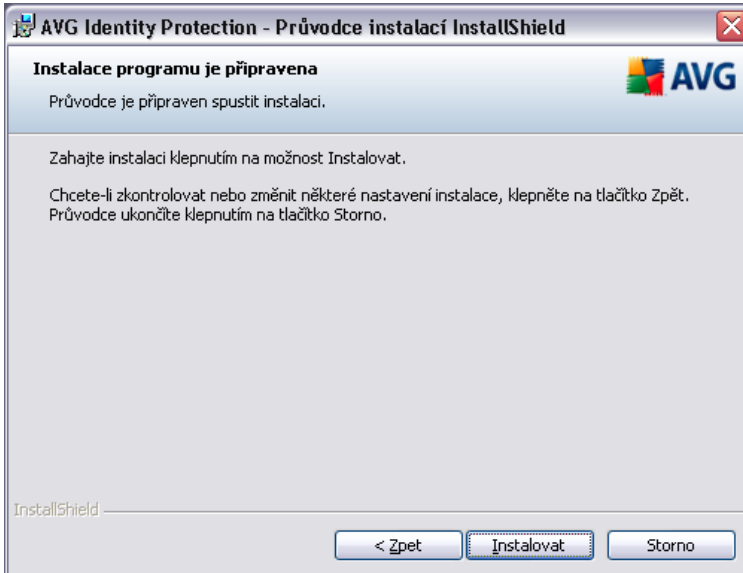 AVG Identity Protection - Průvodce instalací InstallShield
Instalace programu je připravena
Průvodce je připraven spustit instalaci.
AVG
Zahajte instalaci klepnutím na možnost Instalovat.
Chcete-li zkontrolovat nebo změnit některé nastavení instalace, klepněte na tlačítko Zpět.
Průvodce ukončíte klepnutím na tlačítko Storno.
InstallShield
< Zpet
Instalovat
Storno